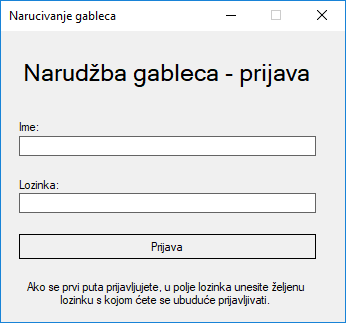 Narucivanje gableca
Narudžba gableca - prijava
Ime:
Lozinka:
Prijava
Ako se prvi puta prijavljujete, u polje lozinka unesite željenu
lozinku s kojom ćete se ubuduće prijavljivati.